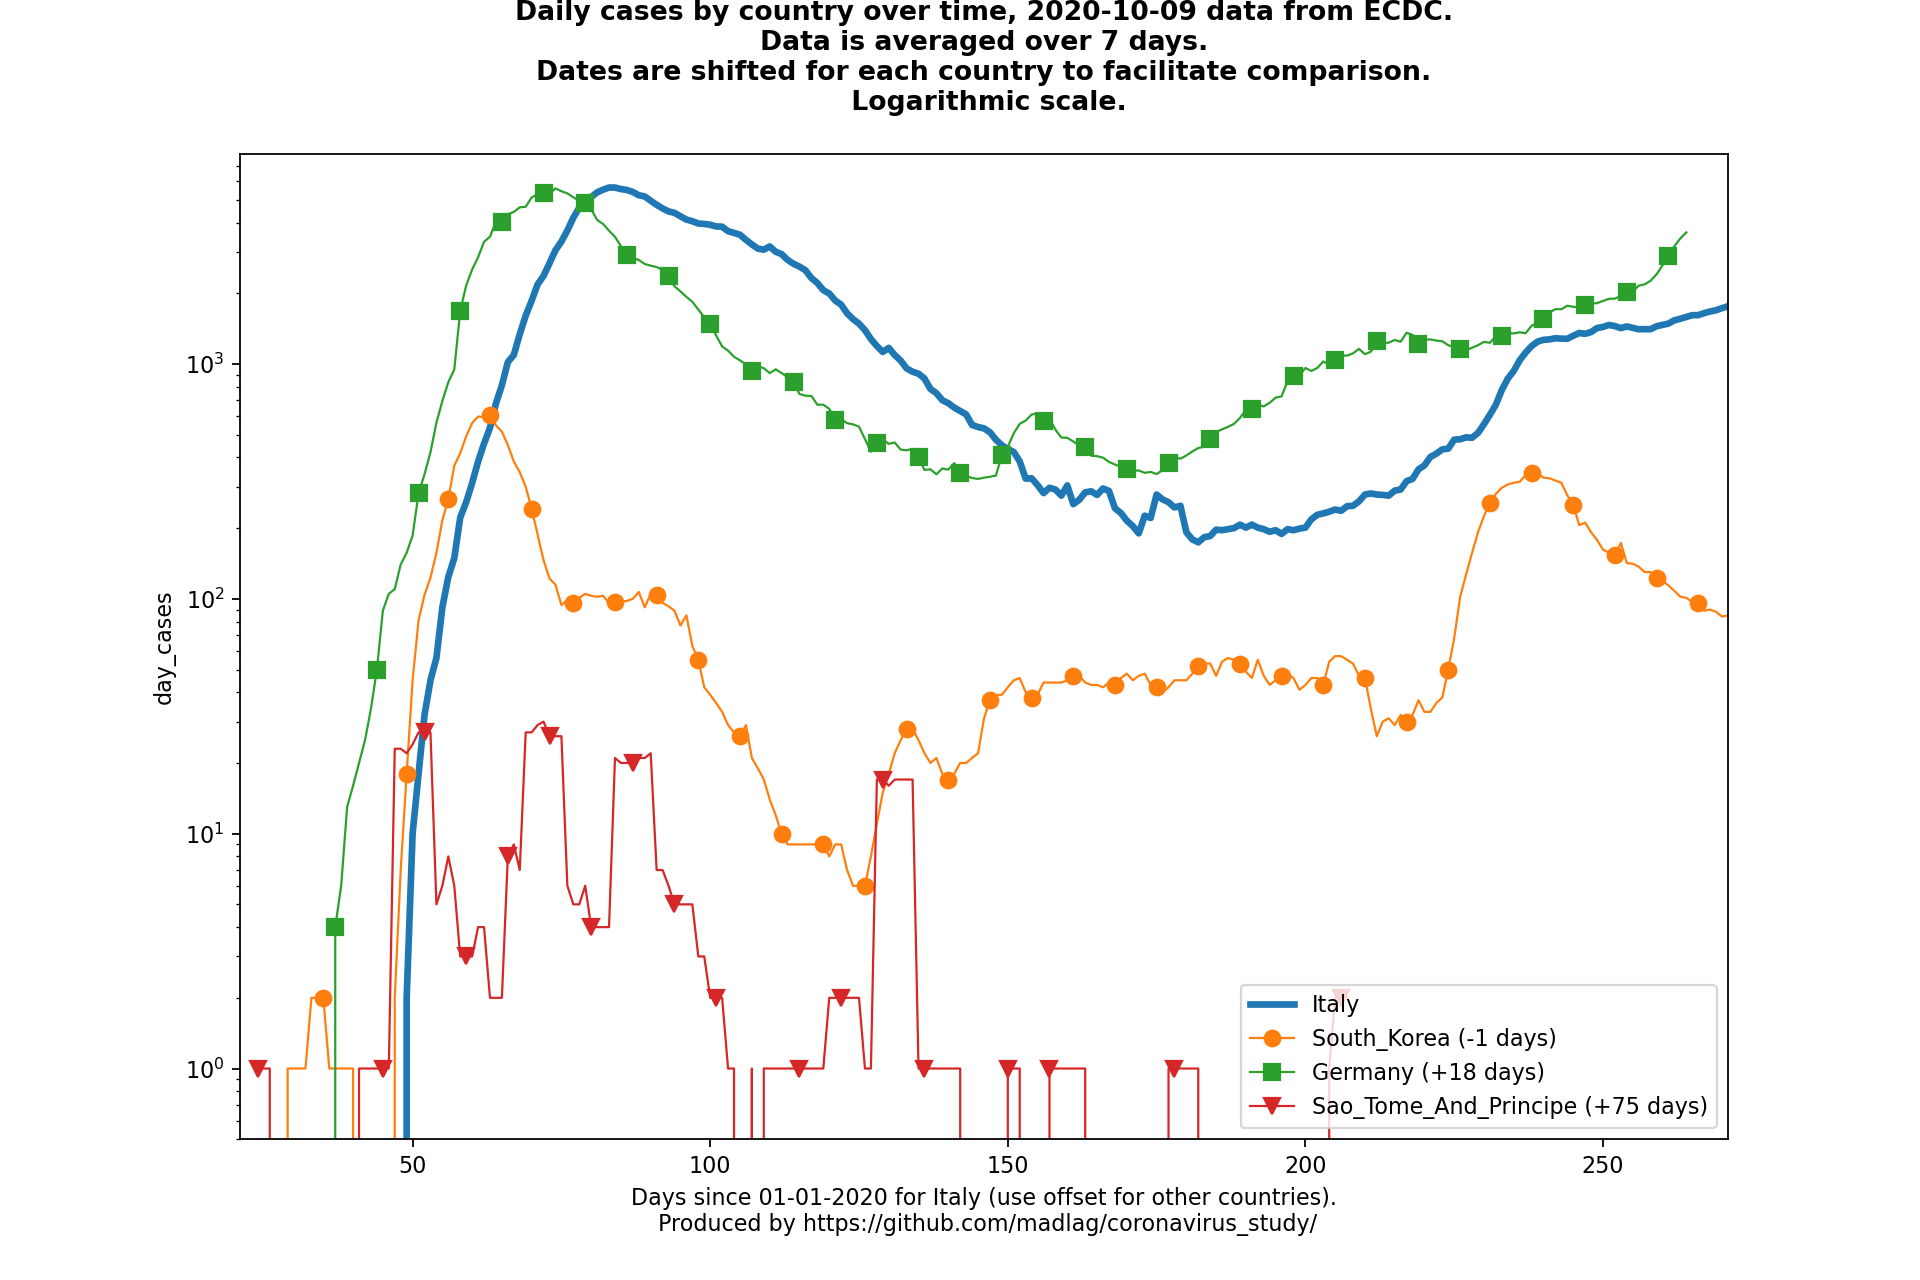 Daily cases by country over time, 2020-10-09 data from ECDC.
Data is averaged over 7 days.
Dates are shifted for each country to facilitate comparison.
Logarithmic scale.
10³
10²
10¹
10⁰
day_cases
Italy
South_Korea (-1 days)
Germany (+18 days)
Sao_Tome_And_Principe (+75 days)
50 100 150 200 250
Days since 01-01-2020 for Italy (use offset for other countries).
Produced by https://github.com/madlag/coronavirus_study/